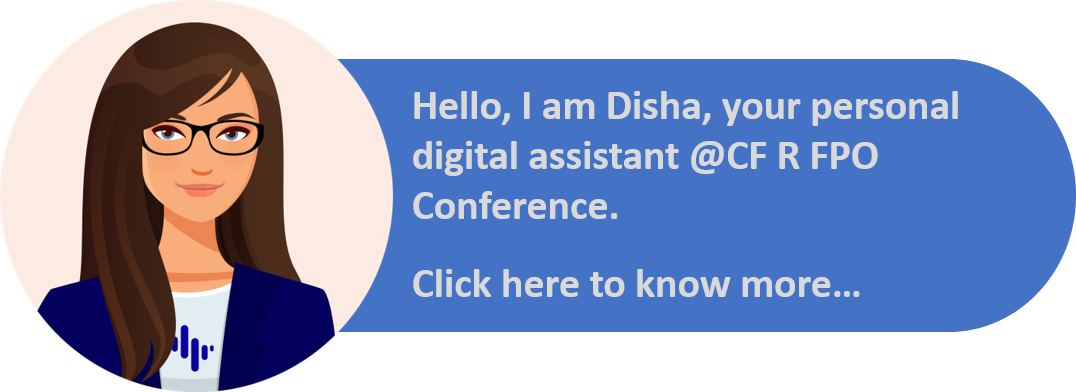 Hello, I am Disha, your personal
digital assistant @CF R FPO
Conference.
Click here to know more…